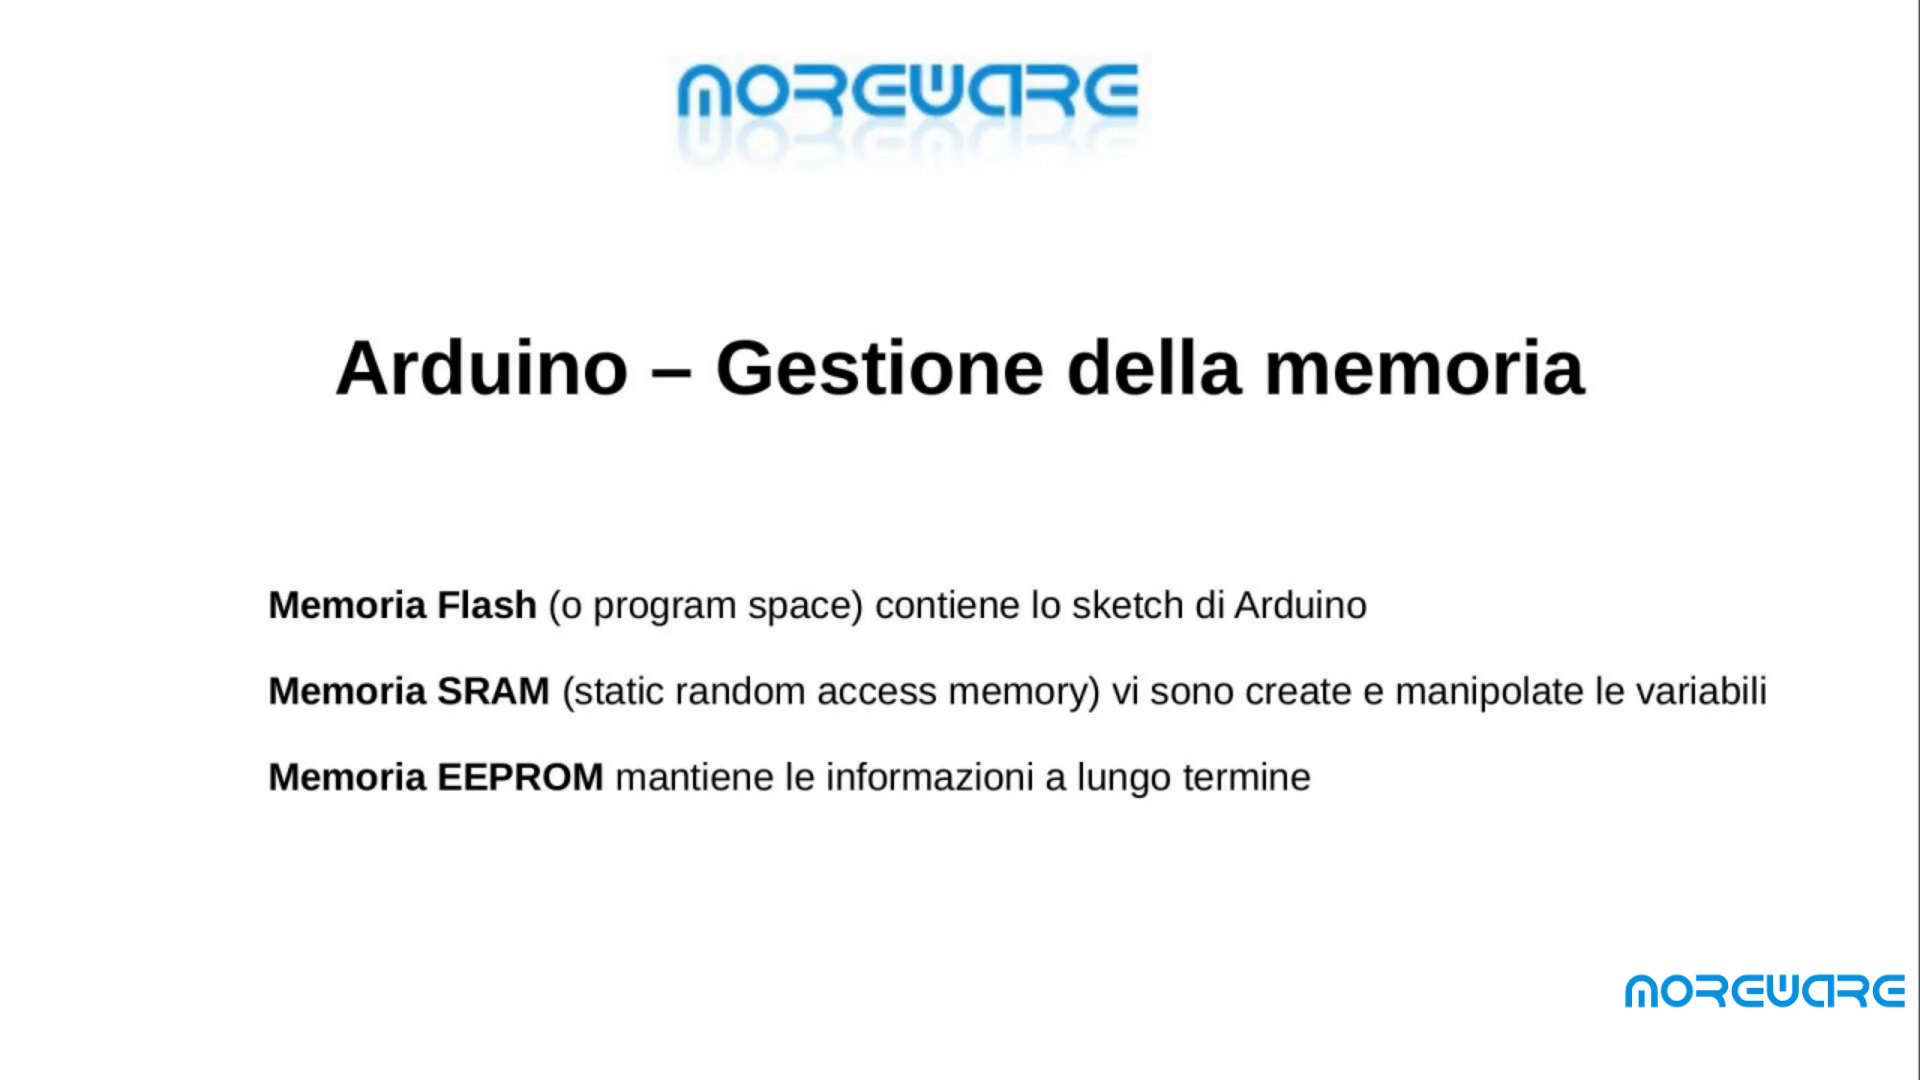 MOREWARE
Arduino – Gestione della memoria
Memoria Flash (o program space) contiene lo sketch di Arduino
Memoria SRAM (static random access memory) vi sono create e manipolate le variabili
Memoria EEPROM mantiene le informazioni a lungo termine
MOREWARE